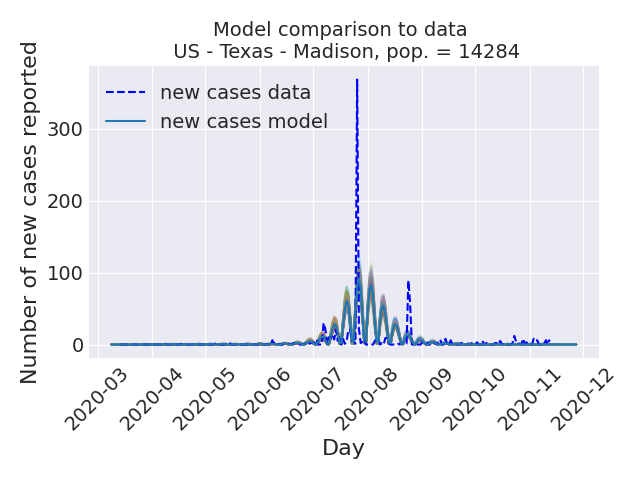 Model comparison to data
US - Texas - Madison, pop. = 14284
new cases data
new cases model
Number of new cases reported
300
200
100
0
2020-03
2020-04
2020-05
2020-06
2020-07
2020-08
2020-09
2020-10
2020-11
2020-12
Day